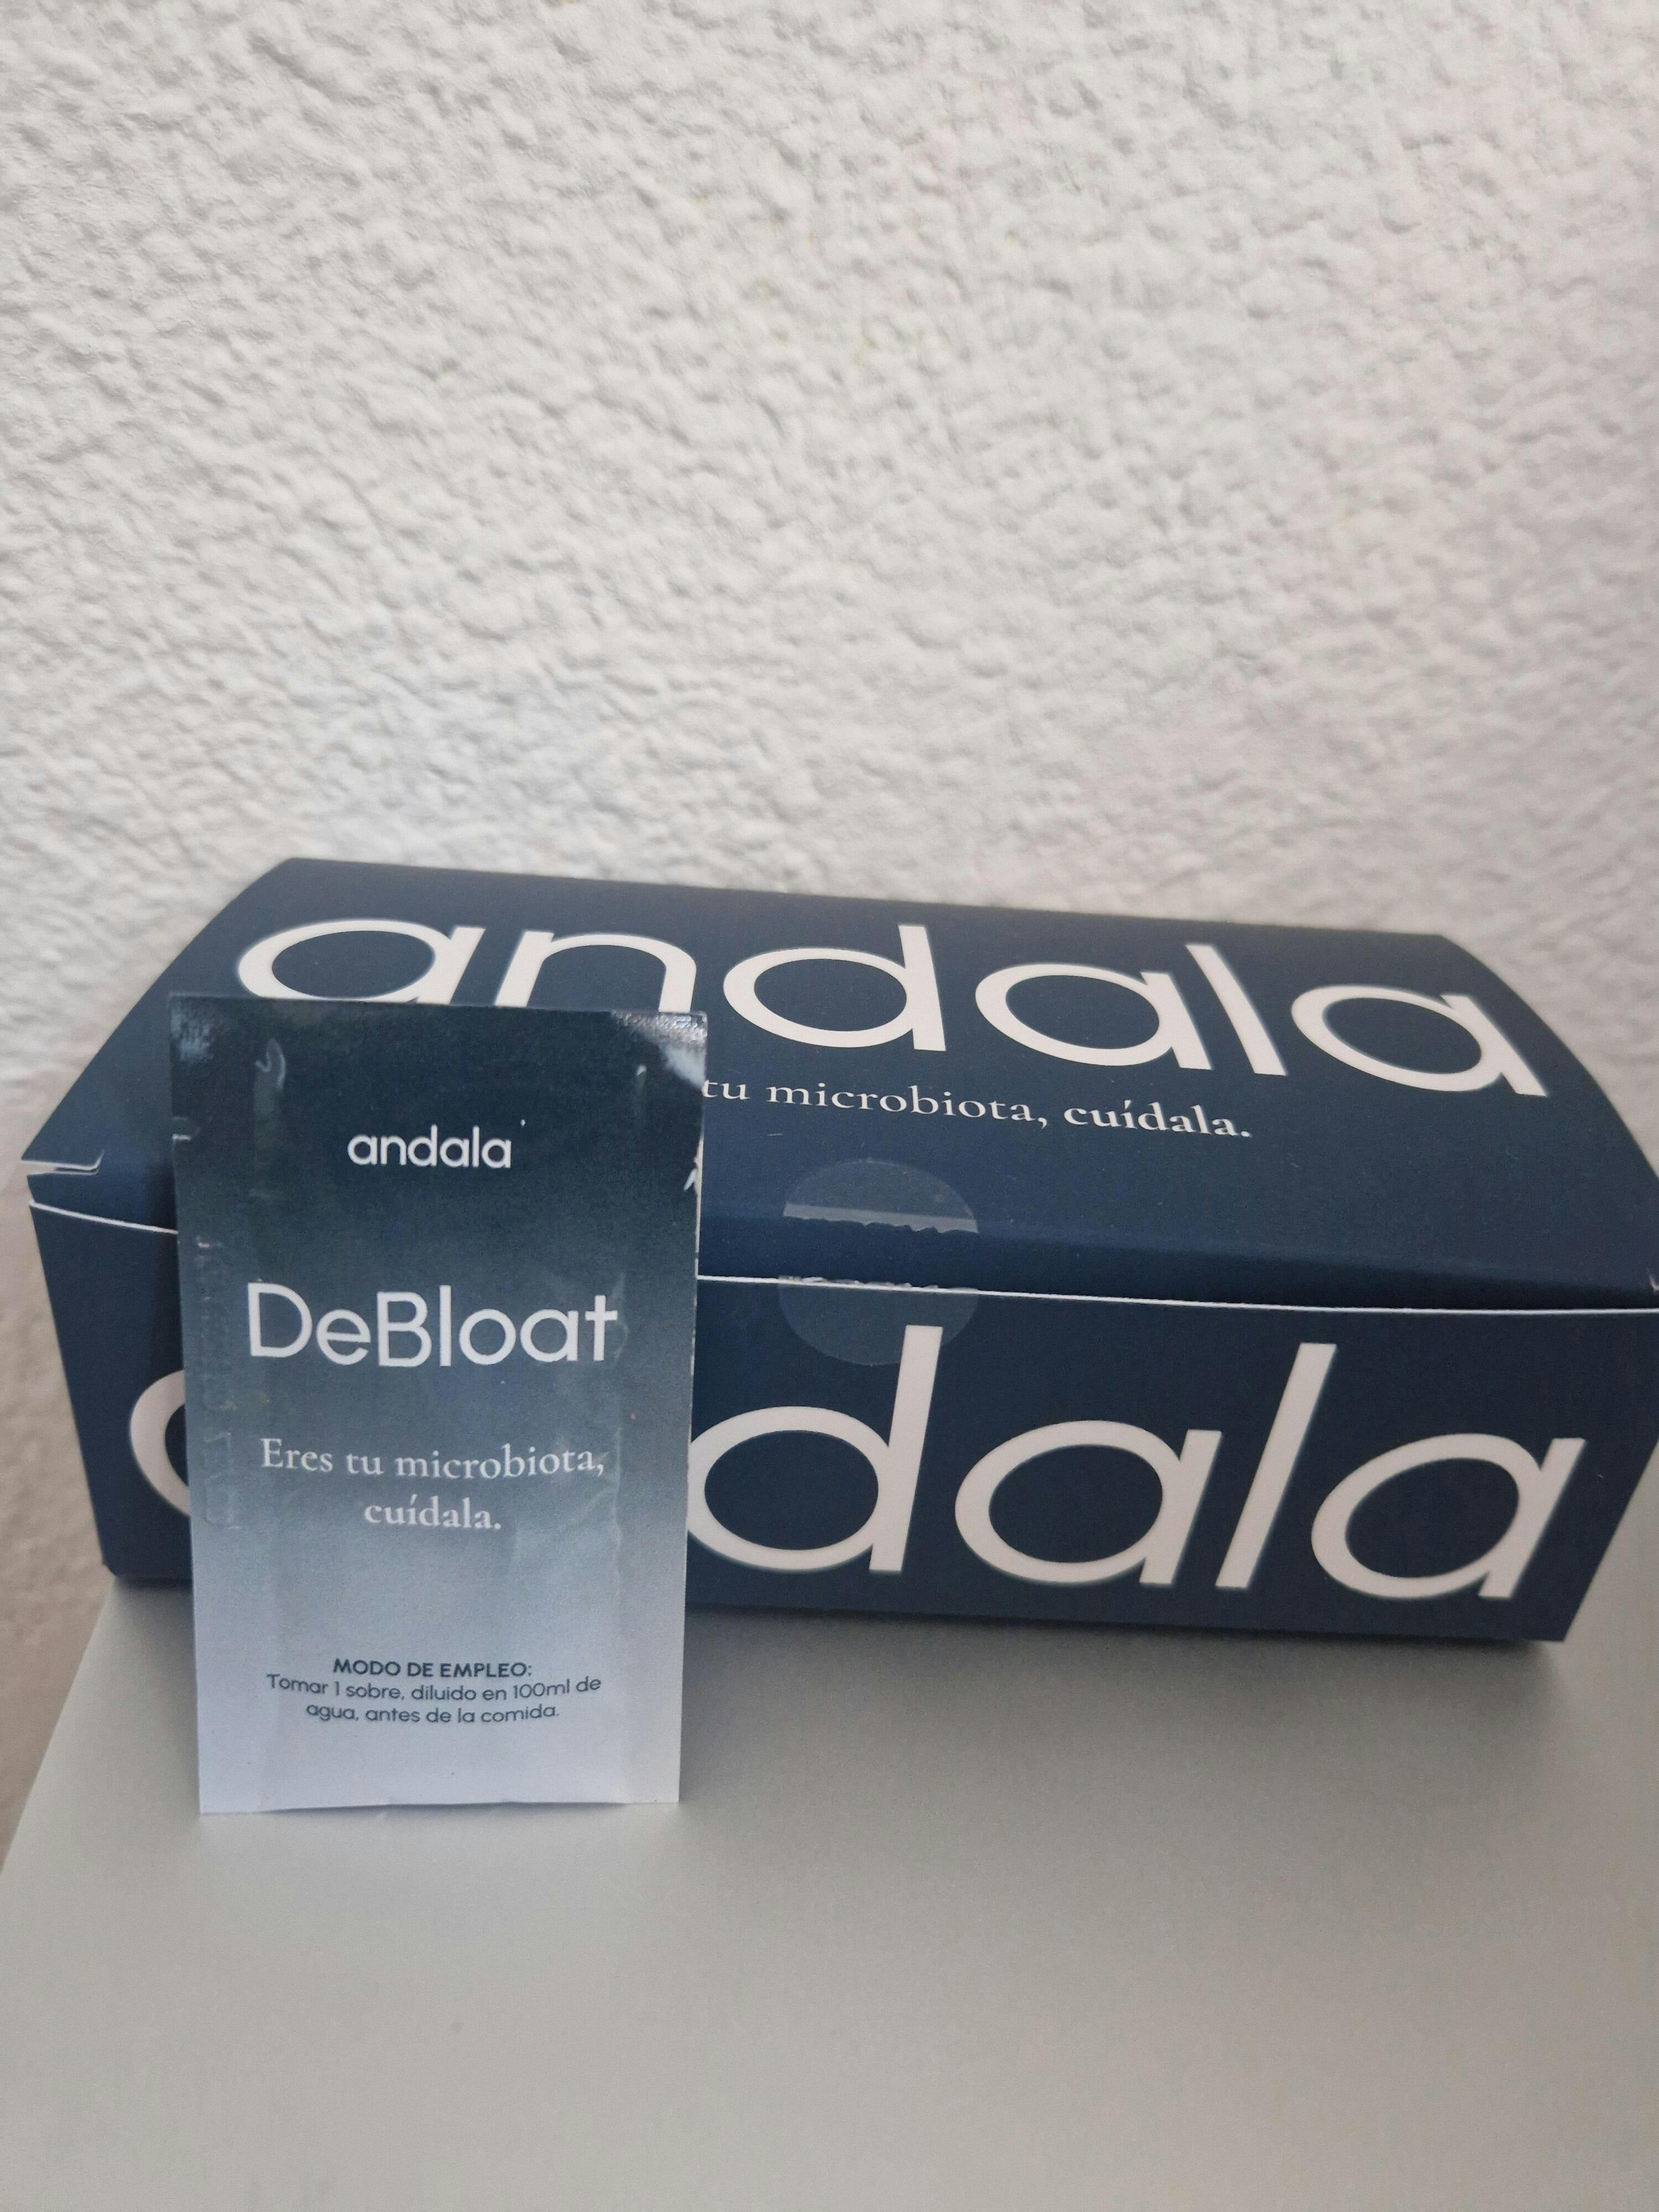 andala
tu microbiota, cuídala.
dala
andala
DeBloat
Eres tu microbiota,
cuídala.
MODO DE EMPLEO:
Tomar 1 sobre, diluido en 100ml de
agua, antes de la comida.